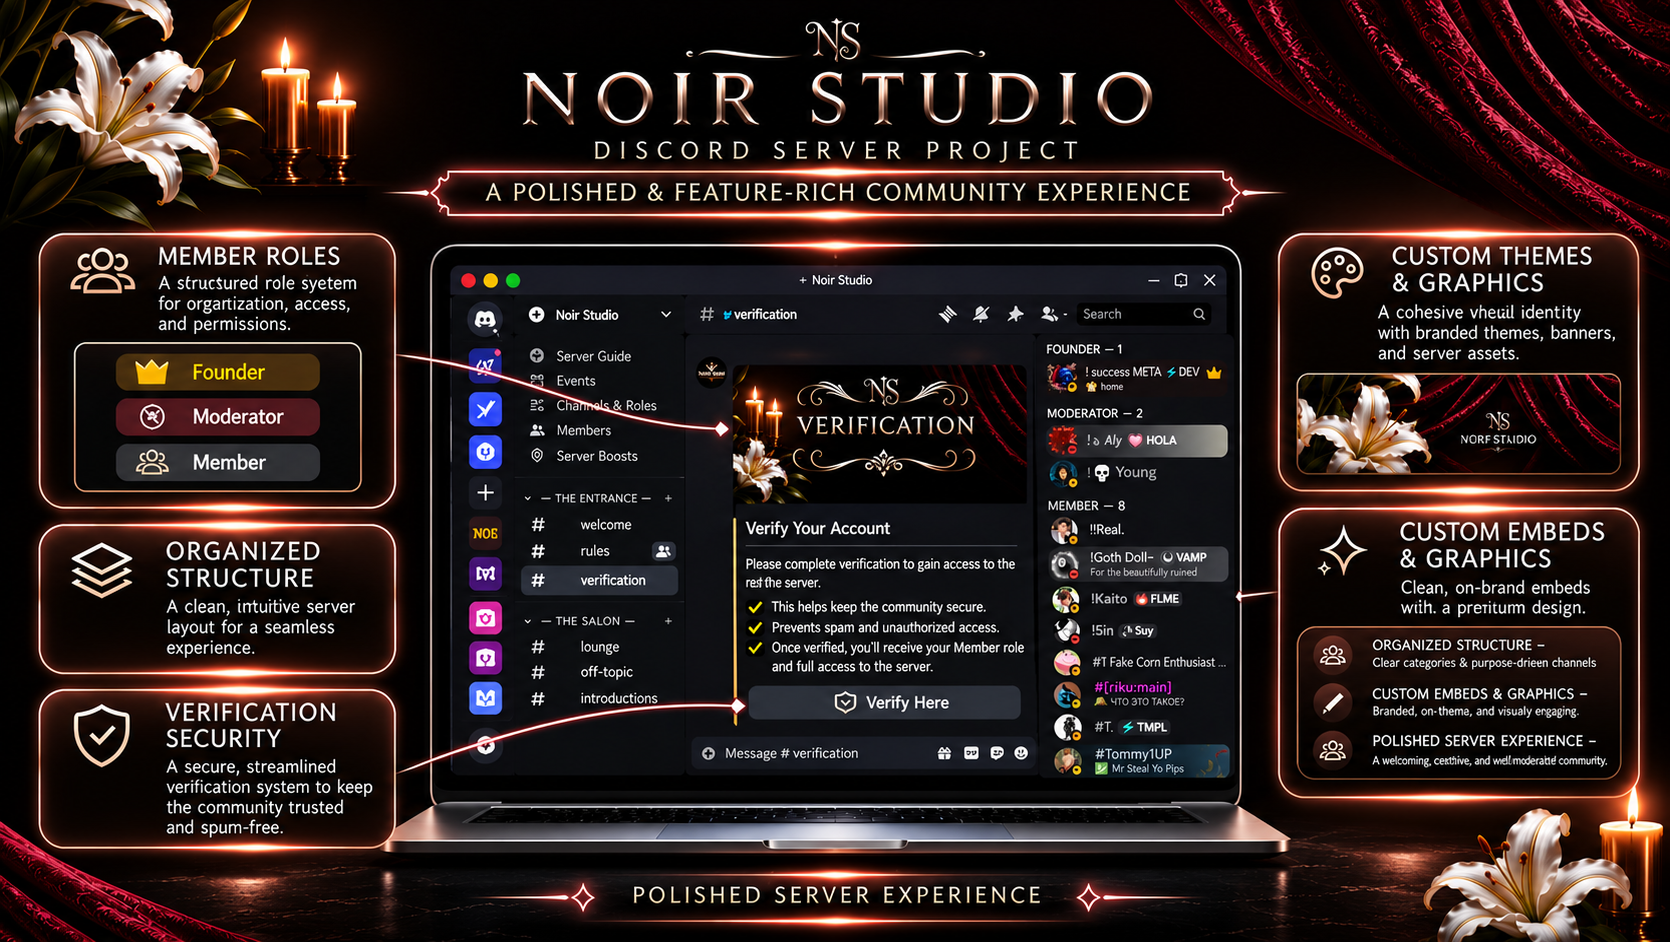 NS
NOIR STUDIO
DISCORD SERVER PROJECT
A POLISHED & FEATURE-RICH COMMUNITY EXPERIENCE
MEMBER ROLES
A structured role syetem
for orgartization, access,
and permissions.
Founder
Moderator
Member
ORGANIZED
STRUCTURE
A clean, intuitive server
layout for a seamless
experience.
VERIFICATION
SECURITY
A secure, streamlined
verification system to keep
the community trusted
and spum-free.
+ Noir Studio
Noir Studio
Server Guide
Events
Channels & Roles
Members
Server Boosts
— THE ENTRANCE — +
# welcome
# rules
# verification
— THE SALON — +
# lounge
# off-topic
# introductions
NOE
# verification
Search
NS
VERIFICATION
Verify Your Account
Please complete verification to gain access to the
rest the server.
This helps keep the community secure.
Prevents spam and unauthorized access.
Once verified, you'll receive your Member role
and full access to the server.
Verify Here
Message # verification
FOUNDER — 1
! success META ⚡DEV
home
MODERATOR — 2
Aly 💗 HOLA
! 💀 Young
MEMBER — 8
!!Real.
!Goth Doll- VAMP
For the beautifully ruined
!Kaito 🔥 FLME
!5in Suy
#T Fake Corn Enthusiast ...
#[riku:main]
ЧТО ЭТО ТАКОЕ?
#T. ⚡ TMPL
#Tommy1UP
Mr Steal Yo Pips
CUSTOM THEMES
& GRAPHICS
A cohesive identity
with branded themes, banners,
and server assets.
NS
CUSTOM EMBEDS
& GRAPHICS
Clean, on-brand embeds
with. a premium design.
ORGANIZED STRUCTURE –
Clear categories & purpose-drieen channels
CUSTOM EMBEDS & GRAPHICS –
Branded, on-theme, and visualy engaging.
POLISHED SERVER EXPERIENCE –
A welcoming, and well moderated community.
POLISHED SERVER EXPERIENCE